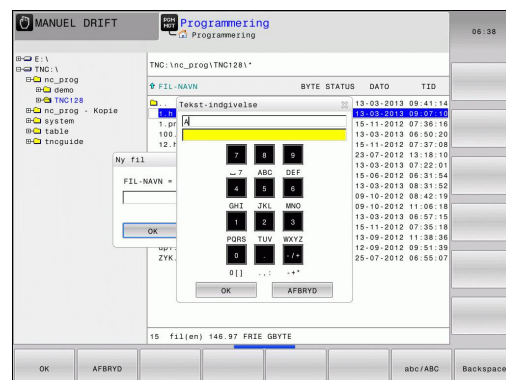 MANUEL DRIFT
PGM
MGT
Programmering
Programmering
06:38
E:\
TNC:\
nc_prog
demo
TNC128
nc_prog - Kopie
system
table
tncguide
TNC:\nc_prog\TNC128\*
FIL-NAVN BYTE STATUS DATO TID
.. 13-03-2013 09:41:14
1.h 13-03-2013 09:07:10
1.pr 15-11-2012 07:36:16
100. 13-03-2013 06:50:20
12.h 15-11-2012 07:37:08
23-07-2012 13:18:10
13-03-2013 07:22:01
15-06-2012 06:31:54
13-03-2013 08:31:52
09-10-2012 08:42:19
09-10-2012 11:06:18
13-03-2013 06:57:15
15-11-2012 07:35:18
13-09-2012 11:38:36
12-09-2012 09:51:39
ZYK. 25-07-2012 06:55:07
Ny fil
FIL-NAVN =
OK
Tekst-indgivelse
A
7 8 9
7 ABC DEF
4 5 6
GHI JKL MNO
1 2 3
PQRS TUV WXYZ
0 . -/+
0[] .,: -+*
OK AFBRYD
15 fil(en) 146.97 FRIE GBYTE
OK AFBRYD abc/ABC Backspace